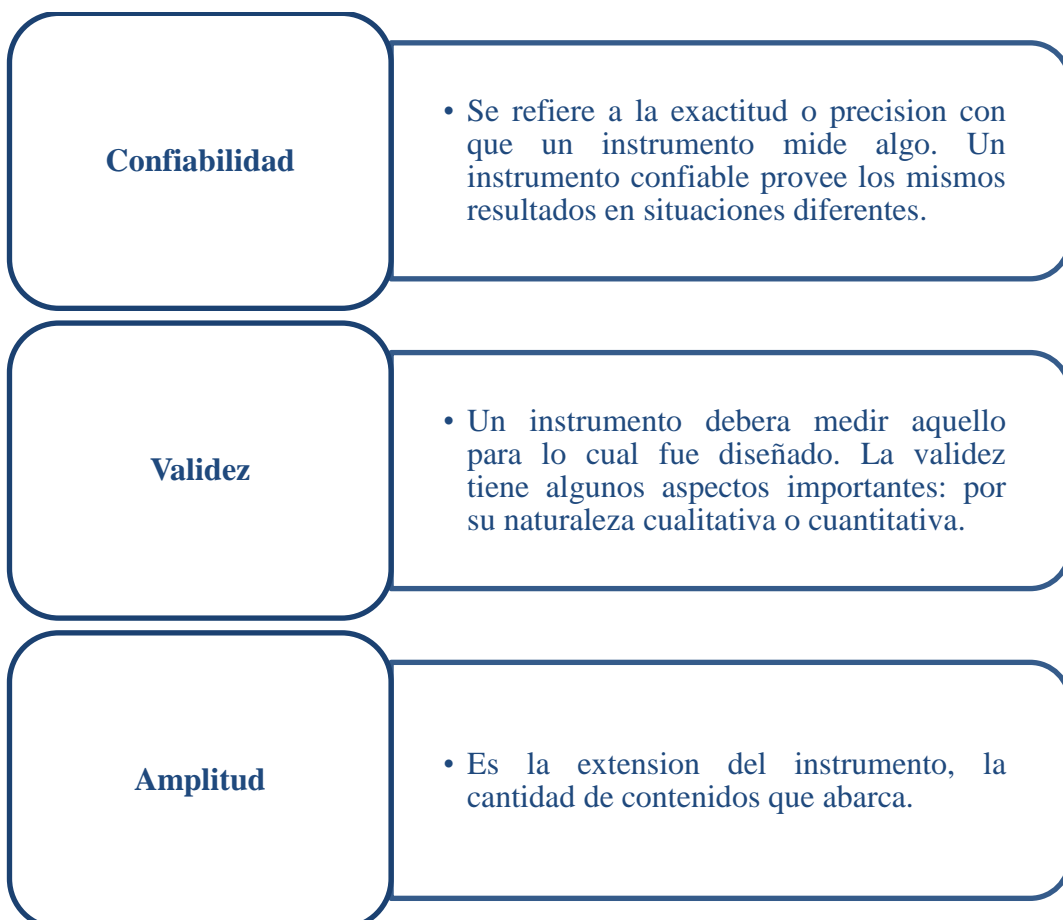 Confiabilidad
• Se refiere a la exactitud o precision con
que un instrumento mide algo. Un
instrumento confiable provee los mismos
resultados en situaciones diferentes.
Validez
• Un instrumento debera medir aquello
para lo cual fue diseñado. La validez
tiene algunos aspectos importantes: por
su naturaleza cualitativa o cuantitativa.
Amplitud
• Es la extension del instrumento, la
cantidad de contenidos que abarca.